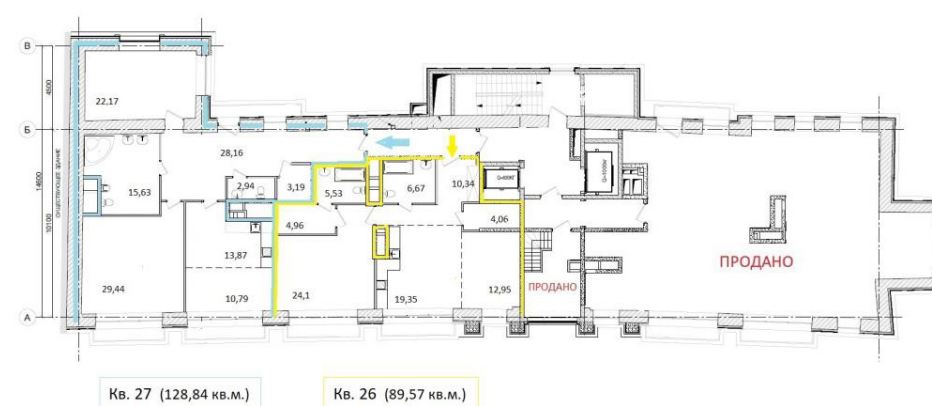 В
22,17
4500
Б
28,16
СУЩЕСТВУЮЩЕЕ ЗДАНИЕ
14600
15,63
2,94
3,19
5,53
6,67
10,34
4,96
4,06
10100
13,87
ПРОДАНО
29,44
10,79
24,1
19,35
12,95
ПРОДАНО
А
Кв. 27 (128,84 кв.м.)
Кв. 26 (89,57 кв.м.)